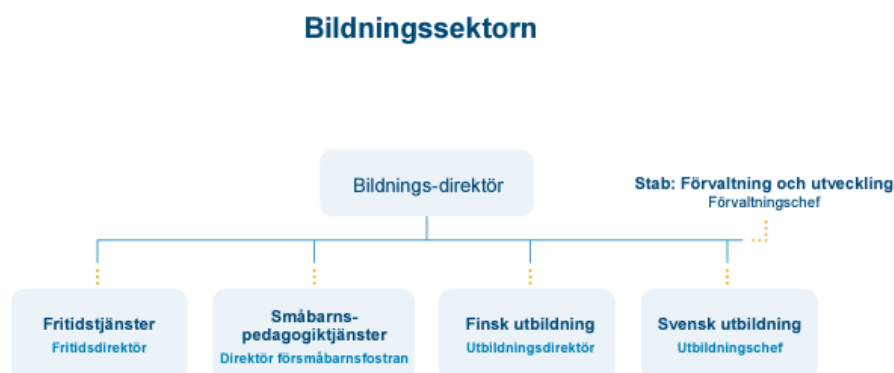 Bildningssektorn
Bildnings-direktör
Stab: Förvaltning och utveckling
Förvaltningschef
Fritidstjänster
Fritidsdirektör
Småbarns-
pedagogiktjänster
Direktör försmåbarnsfostran
Finsk utbildning
Utbildningsdirektör
Svensk utbildning
Utbildningschef